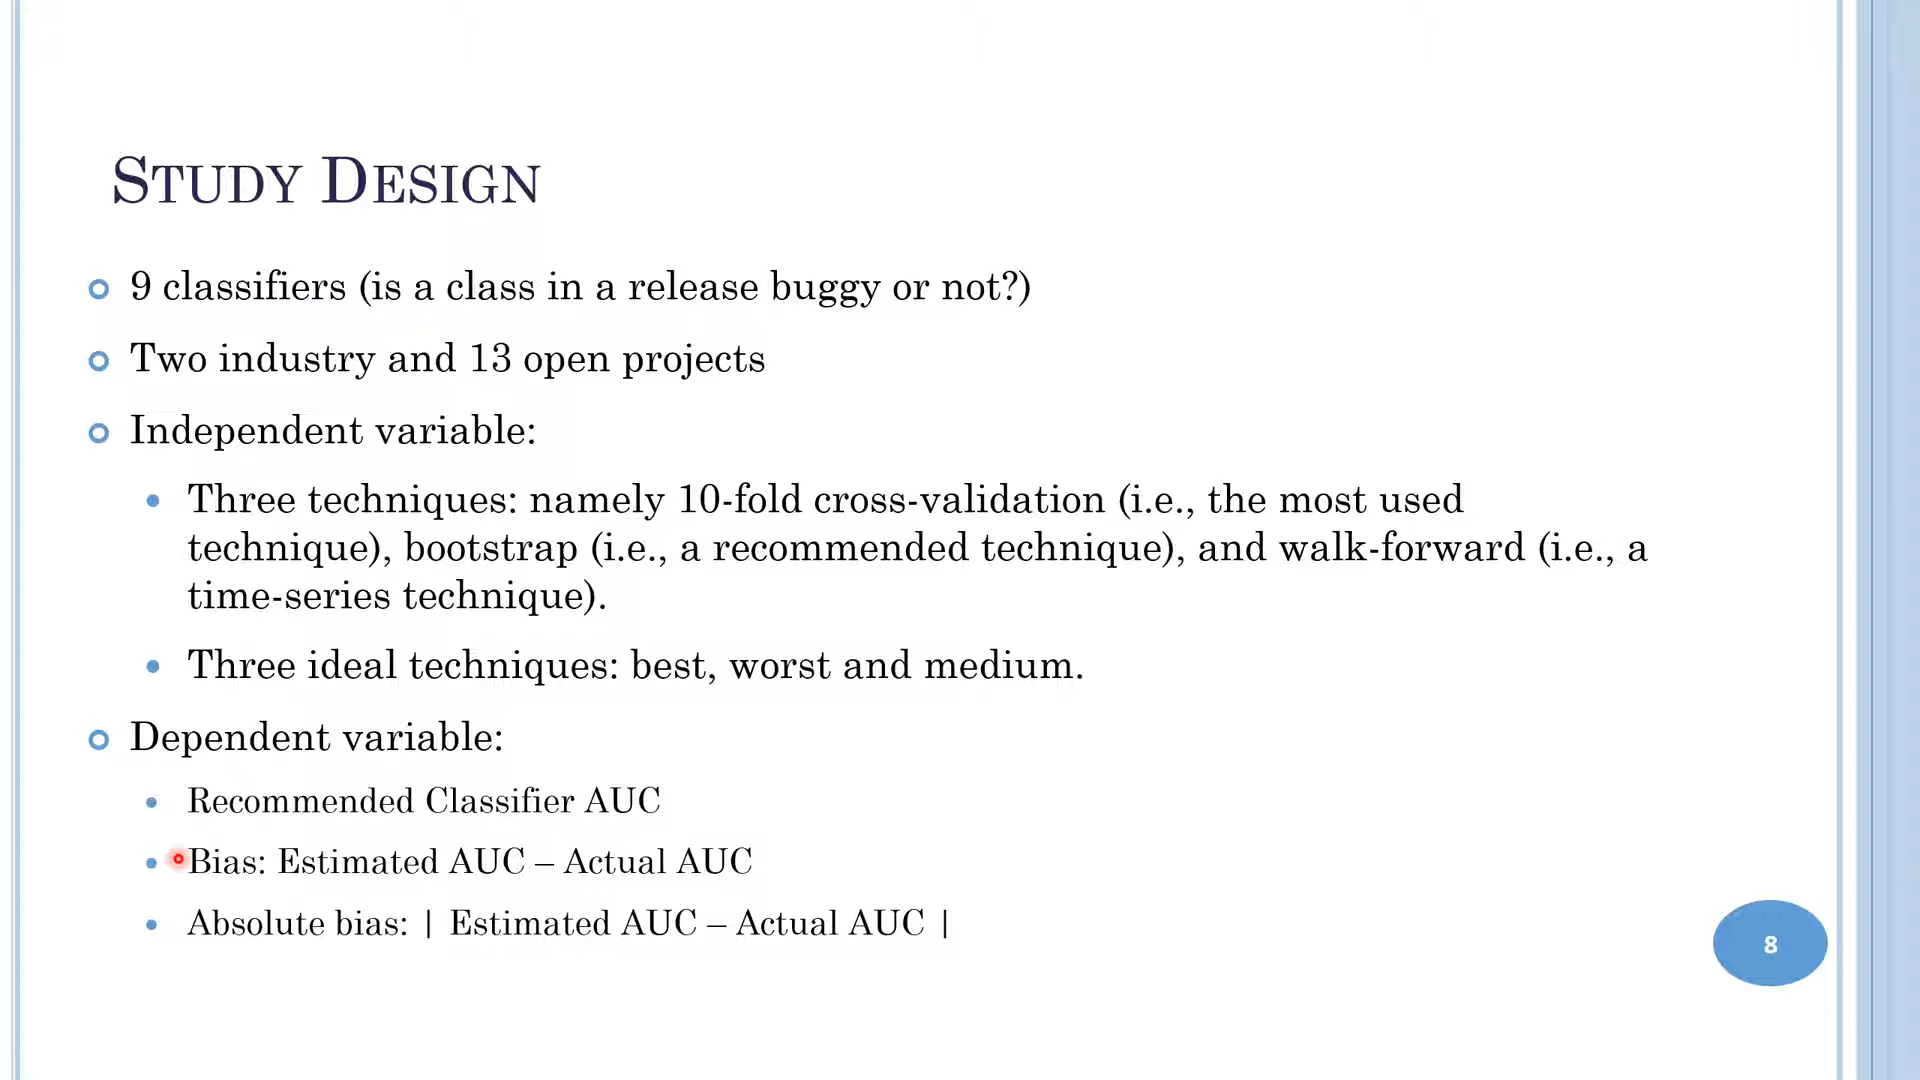 STUDY DESIGN
9 classifiers (is a class in a release buggy or not?)
Two industry and 13 open projects
Independent variable:
Three techniques: namely 10-fold cross-validation (i.e., the most used
technique), bootstrap (i.e., a recommended technique), and walk-forward (i.e., a
time-series technique).
Three ideal techniques: best, worst and medium.
Dependent variable:
Recommended Classifier AUC
Bias: Estimated AUC – Actual AUC
Absolute bias: | Estimated AUC – Actual AUC |
8